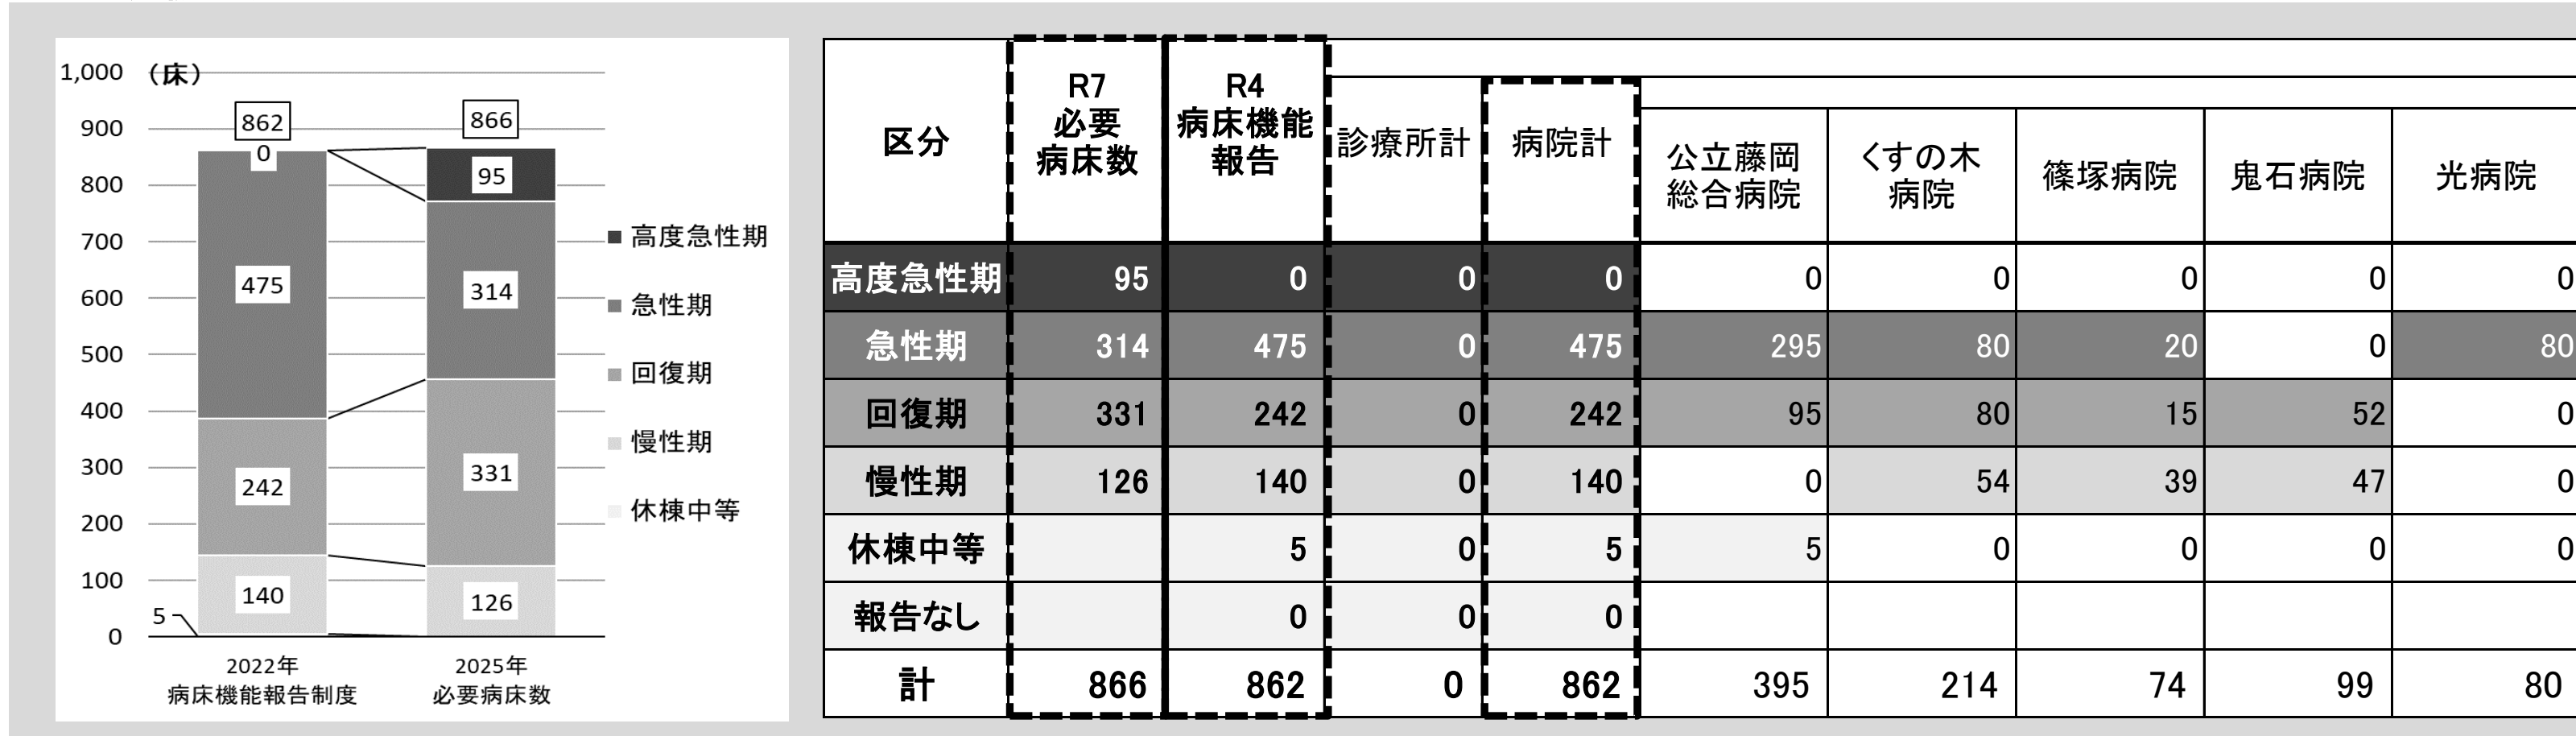 （床）
1,000
900
800
700
600
500
400
300
200
100
0
862
0
475
242
140
5
866
95
314
331
126
2022年
病床機能報告制度
2025年
必要病床数
高度急性期
急性期
回復期
慢性期
休棟中等
区分 R7 必要 病床数 R4 病床機能 報告 診療所計 病院計 公立藤岡 総合病院 くすの木 病院 篠塚病院 鬼石病院 光病院
高度急性期 95 0 0 0 0 0 0 0 0
急性期 314 475 0 475 295 80 20 0 80
回復期 331 242 0 242 95 80 15 52 0
慢性期 126 140 0 140 0 54 39 47 0
休棟中等 5 0 5 5 0 0 0 0
報告なし 0 0 0
計 866 862 0 862 395 214 74 99 80